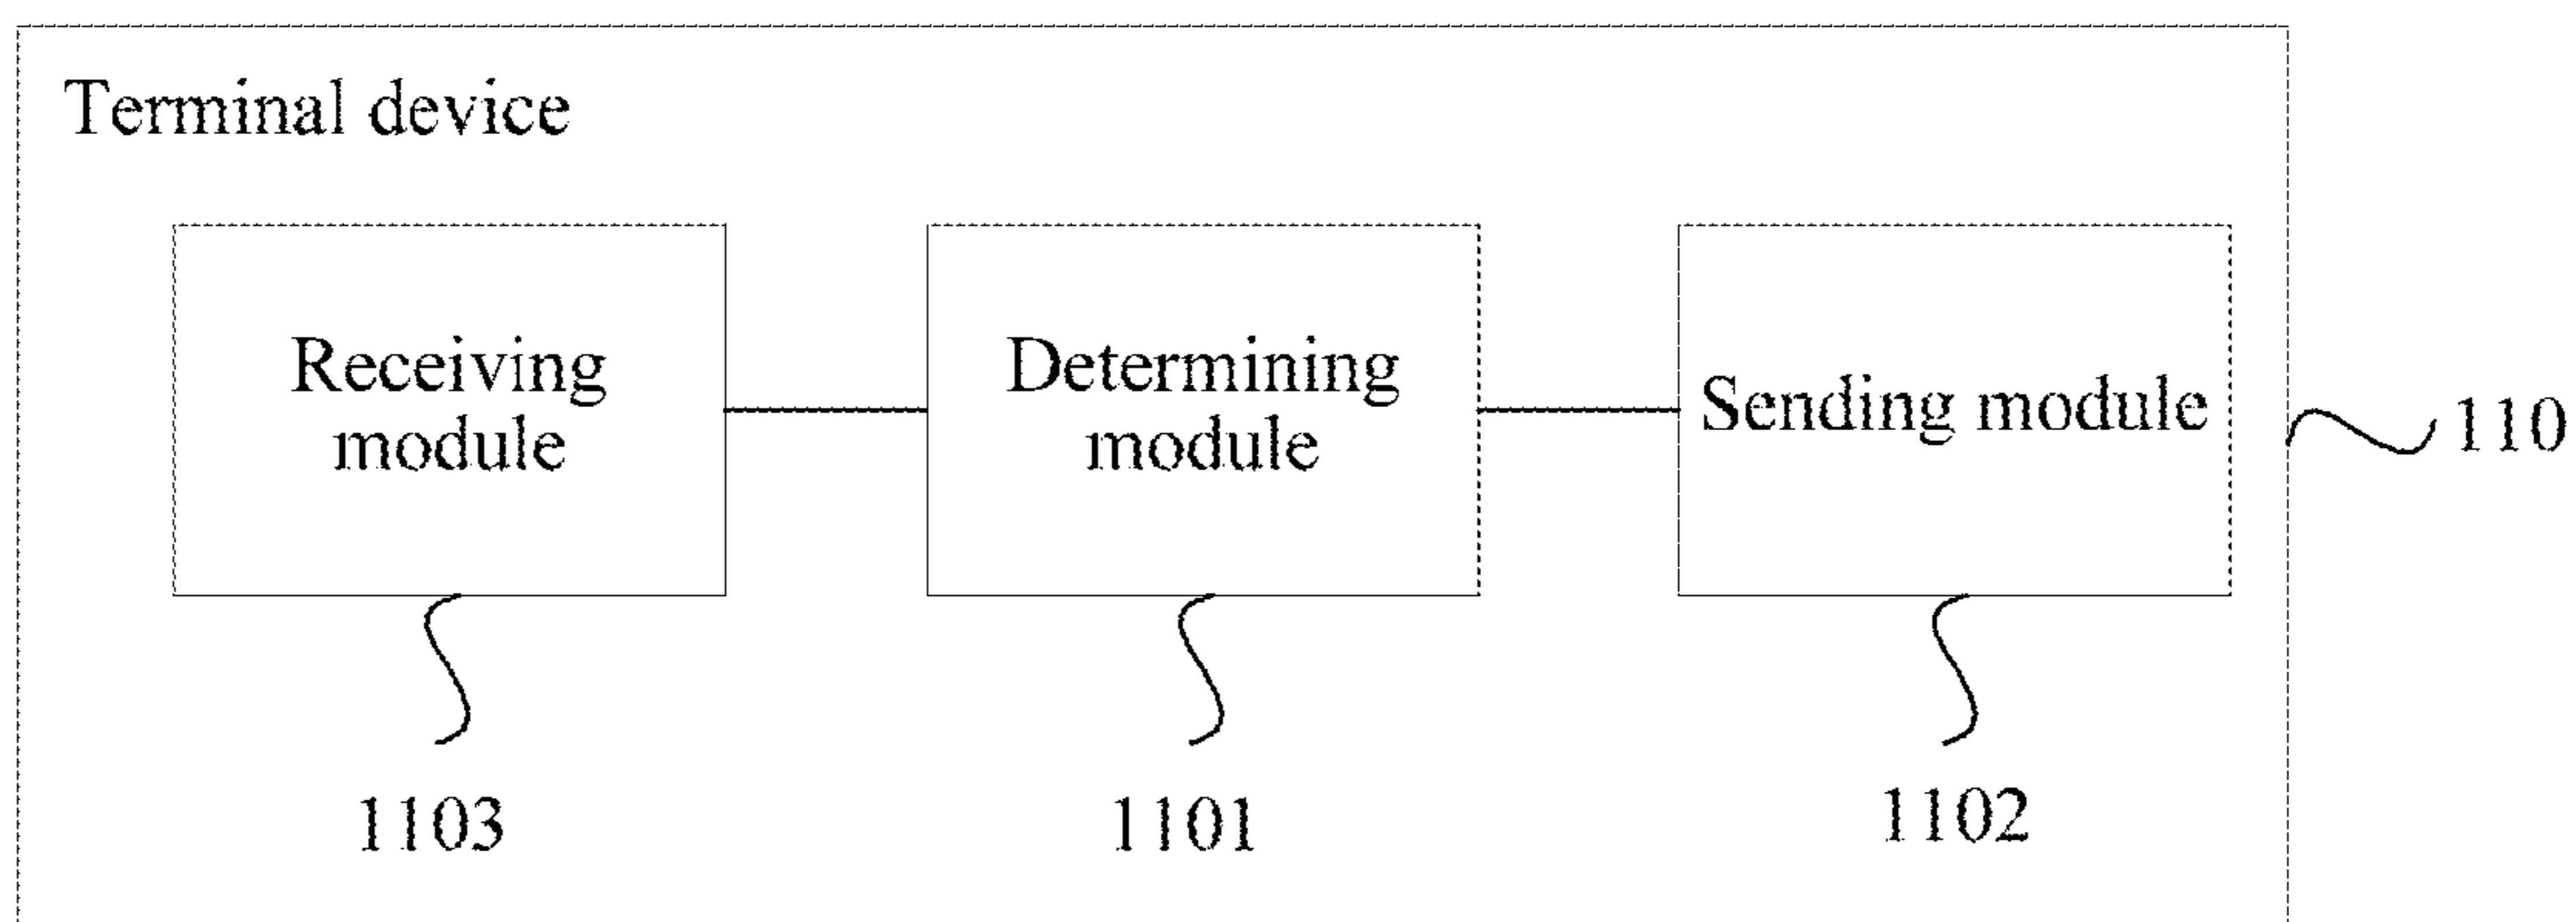 Terminal device
Receiving
module
Determining
module
Sending module
110
1103
1101
1102